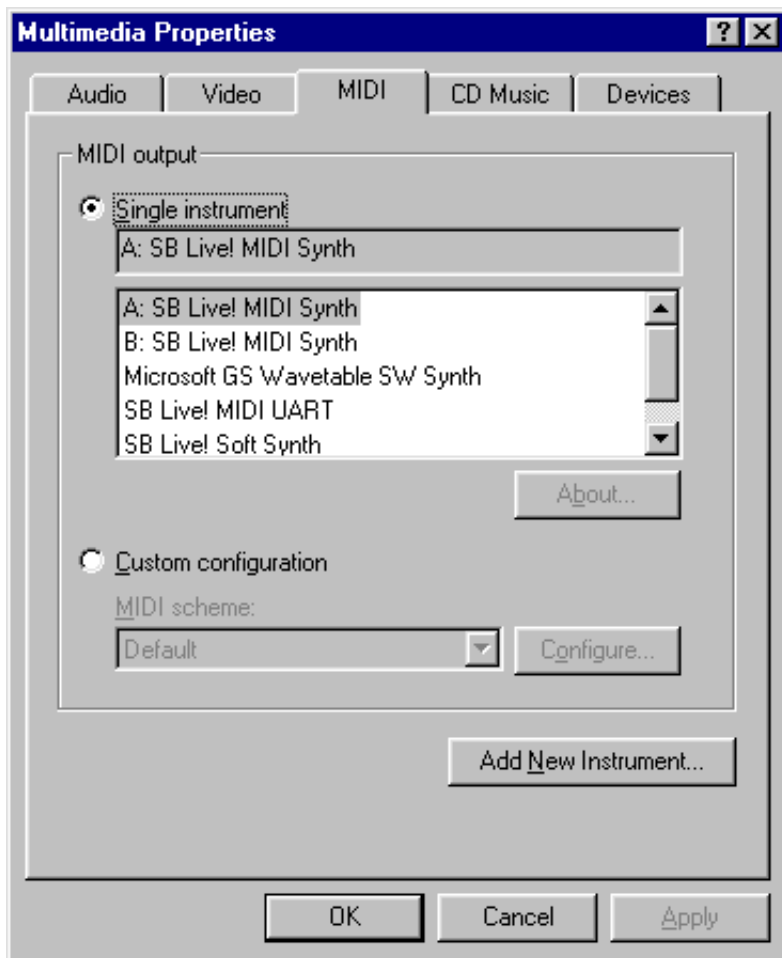 Multimedia Properties
Audio Video MIDI CD Music Devices
MIDI output
Single instrument
A: SB Live! MIDI Synth
A: SB Live! MIDI Synth
B: SB Live! MIDI Synth
Microsoft GS Wavetable SW Synth
SB Live! MIDI UART
SB Live! Soft Synth
About...
Custom configuration
MIDI scheme:
Default Configure...
Add New Instrument...
OK Cancel Apply